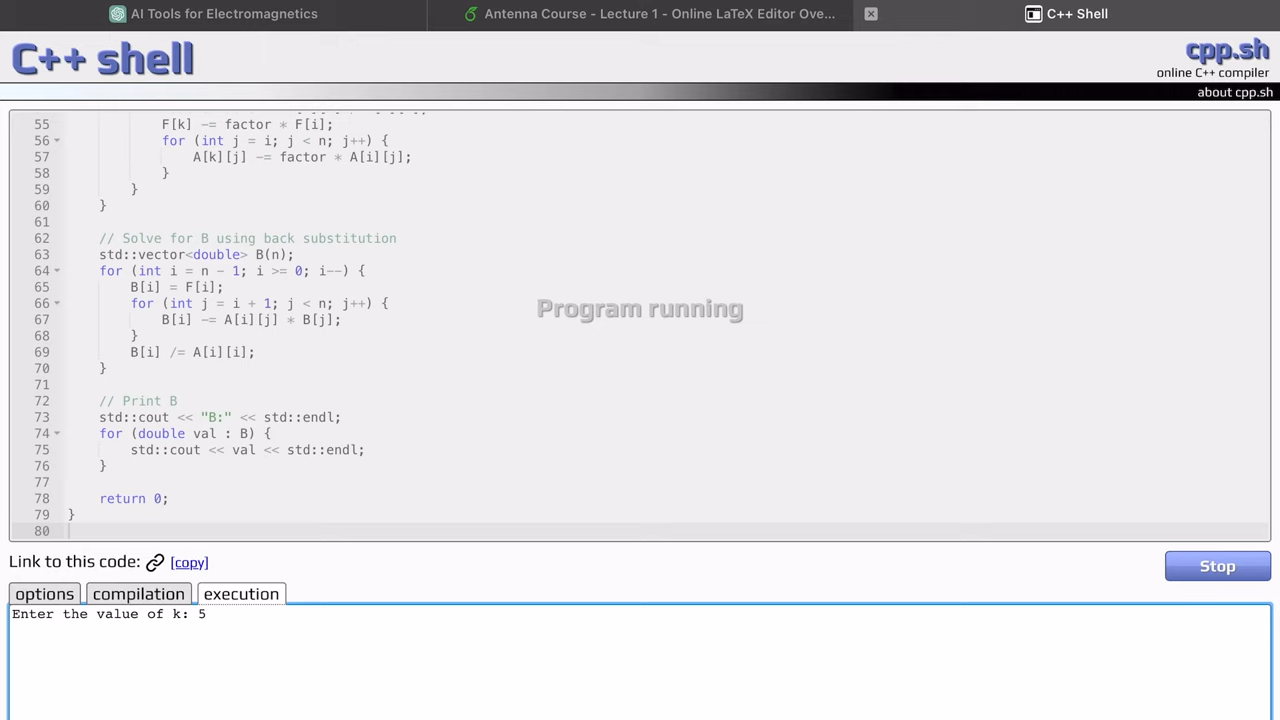 AI Tools for Electromagnetics
Antenna Course - Lecture 1 - Online LaTeX Editor Ove...
C++ Shell
C++ shell
cpp.sh
online C++ compiler
about cpp.sh
55 F[k] -= factor * F[i];
56 for (int j = i; j < n; j++) {
57 A[k][j] -= factor * A[i][j];
58 }
59 }
60 }
61
62 // Solve for B using back substitution
63 std::vector<double> B(n);
64 for (int i = n - 1; i >= 0; i--) {
65 B[i] = F[i];
66 for (int j = i + 1; j < n; j++) {
67 B[i] -= A[i][j] * B[j];
68 }
69 B[i] /= A[i][i];
70 }
71
72 // Print B
73 std::cout << "B:" << std::endl;
74 for (double val : B) {
75 std::cout << val << std::endl;
76 }
77
78 return 0;
79 }
80
Program running
Link to this code: [copy]
Stop
options compilation execution
Enter the value of k: 5